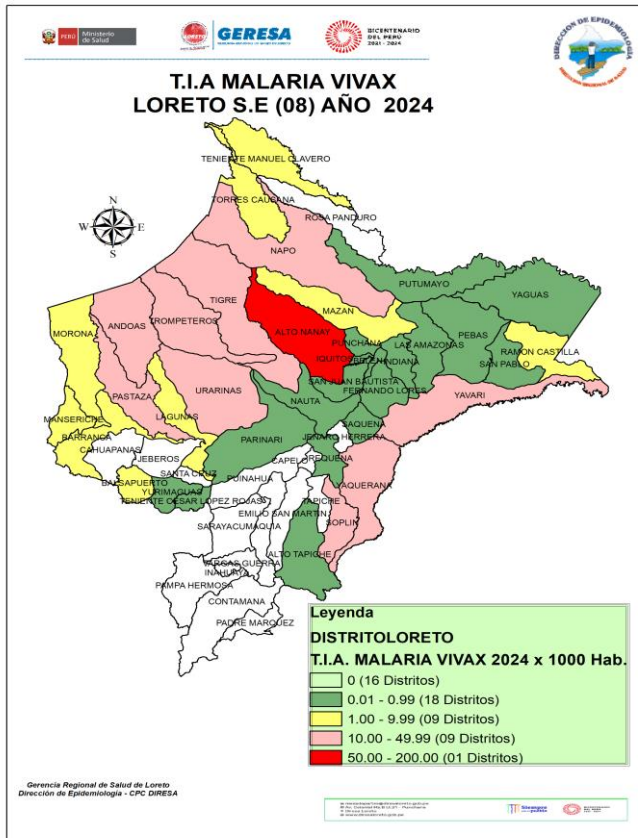 PERÚ
Ministerio
de Salud
LORETO
GERESA
BICENTENARIO
DEL PERÚ
2021 - 2024
DIRECCION DE EPIDEMIOLOGIA
T.I.A MALARIA VIVAX
LORETO S.E (08) AÑO 2024
N
W
E
S
TENIENTE MANUEL CLAVERO
TORRES CAUSANA
ROSA PANDURO
NAPO
PUTUMAYO
YAGUAS
TIGRE
MAZAN
MORONA
ANDOAS
TROMPETEROS
ALTO NANAY
PUNCHANA
LAS AMAZONAS
PEBAS
RAMON CASTILLA
IQUITOS
BELEN
INDIANA
SAN PABLO
PASTAZA
URARINAS
SAN JUAN BAUTISTA
FERNANDO LORES
YAVARI
LAGUNAS
NAUTA
MANSERICHE
PARINARI
SAQUENA
BARRANCA
CAHUAPANAS
JENARO HERRERA
JEBEROS
CAPELO
REQUENA
SANTA CRUZ
PUINAHUA
YAQUERANA
BALSAPUERTO
YURIMAGUAS
TENIENTE CESAR LOPEZ ROJAS
TAPICHE
EMILIO SAN MARTIN
SOPLIN
SARAYACU
MAQUIA
ALTO TAPICHE
VARGAS GUERRA
INAHUAYA
PAMPA HERMOSA
CONTAMANA
PADRE MARQUEZ
Leyenda
DISTRITOLORETO
T.I.A. MALARIA VIVAX 2024 x 1000 Hab.
0 (16 Distritos)
0.01 - 0.99 (18 Distritos)
1.00 - 9.99 (09 Distritos)
10.00 - 49.99 (09 Distritos)
50.00 - 200.00 (01 Distritos)
Gerencia Regional de Salud de Loreto
Dirección de Epidemiología - CPC DIRESA